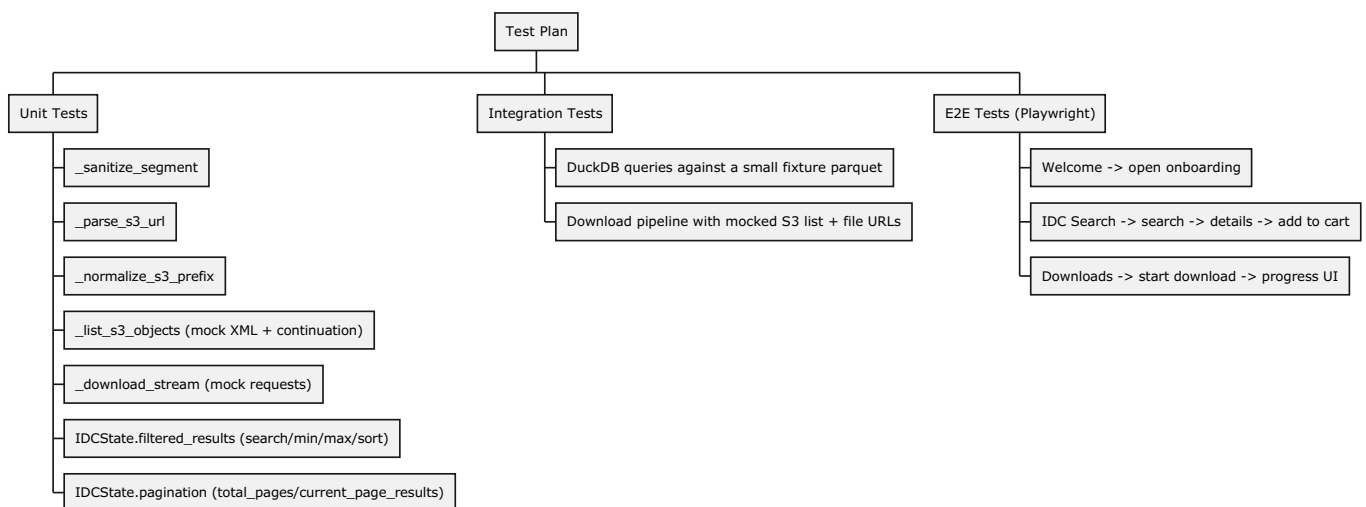 Test Plan
Unit Tests
_sanitize_segment
_parse_s3_url
_normalize_s3_prefix
_list_s3_objects (mock XML + continuation)
_download_stream (mock requests)
IDCState.filtered_results (search/min/max/sort)
IDCState.pagination (total_pages/current_page_results)
Integration Tests
DuckDB queries against a small fixture parquet
Download pipeline with mocked S3 list + file URLs
E2E Tests (Playwright)
Welcome -> open onboarding
IDC Search -> search -> details -> add to cart
Downloads -> start download -> progress UI